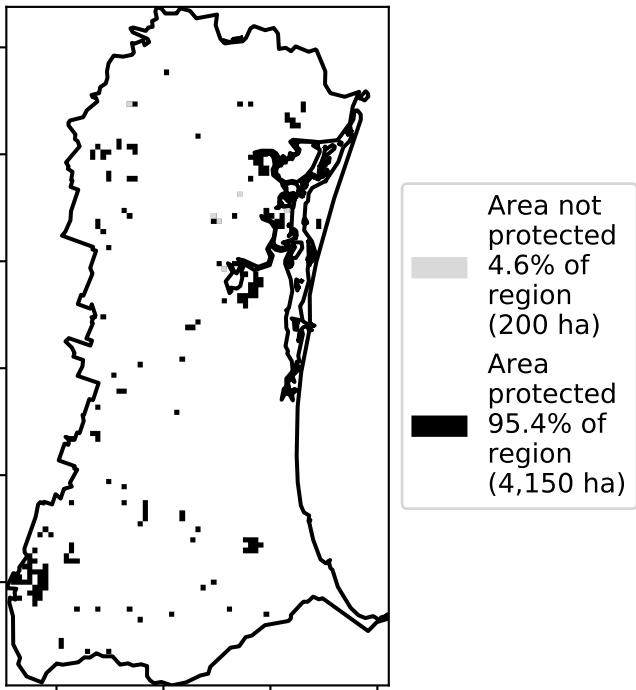 Area not
protected
4.6% of
region
(200 ha)
Area
protected
95.4% of
region
(4,150 ha)